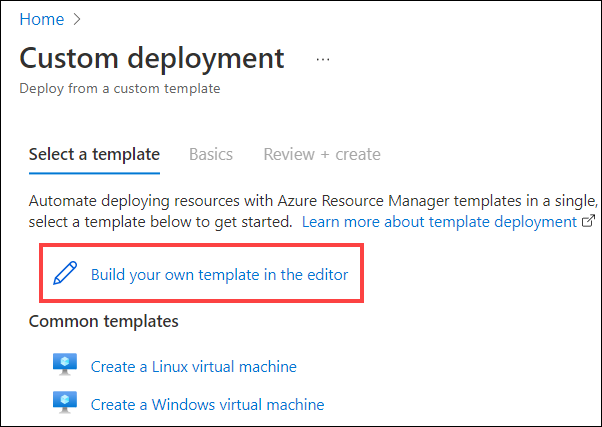 Home >
Custom deployment ...
Deploy from a custom template
Select a template Basics Review + create
Automate deploying resources with Azure Resource Manager templates in a single,
select a template below to get started. Learn more about template deployment
Build your own template in the editor
Common templates
Create a Linux virtual machine
Create a Windows virtual machine